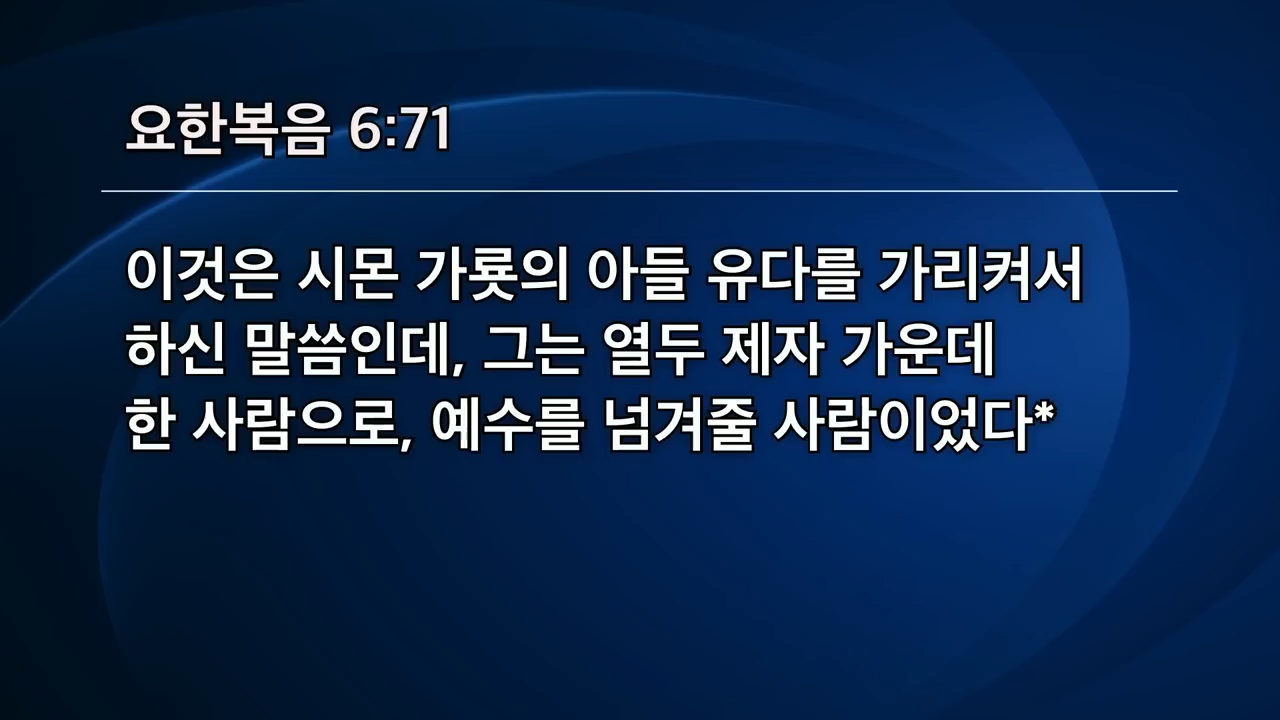 요한복음 6:71
이것은 시몬 가룟의 아들 유다를 가리켜서
하신 말씀인데, 그는 열두 제자 가운데
한 사람으로, 예수를 넘겨줄 사람이었다*